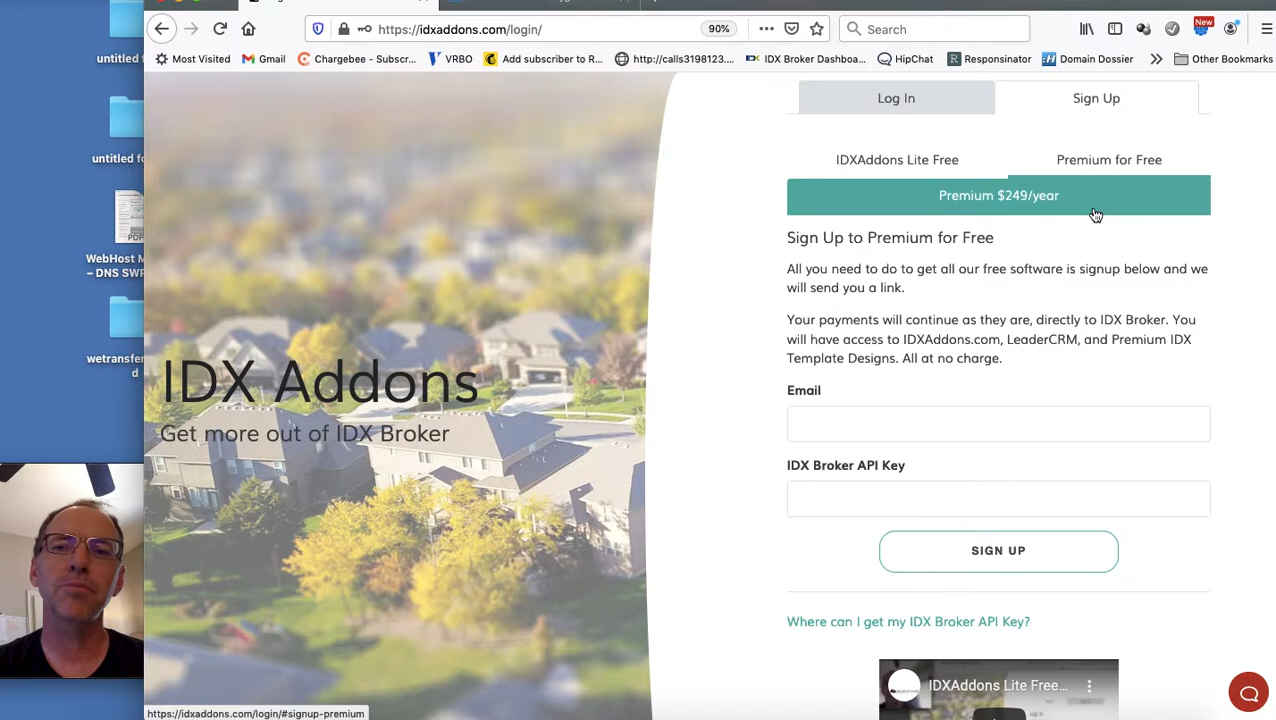 untitled
https://idxaddons.com/login/
90%
Search
New
Most Visited
Gmail
Chargebee - Subscr...
VRBO
Add subscriber to R...
http://calls3198123....
IDX Broker Dashboa...
HipChat
Responsinator
Domain Dossier
Other Bookmarks
Log In
Sign Up
IDXAddons Lite Free
Premium for Free
untitled fo
Premium $249/year
Sign Up to Premium for Free
PDF
WebHost M
– DNS SWP
All you need to do to get all our free software is signup below and we
will send you a link.
Your payments will continue as they are, directly to IDX Broker. You
will have access to IDXAddons.com, LeaderCRM, and Premium IDX
Template Designs. All at no charge.
wetransfer
d
IDX Addons
Get more out of IDX Broker
Email
IDX Broker API Key
SIGN UP
Where can I get my IDX Broker API Key?
IDXAddons Lite Free...
https://idxaddons.com/login/#signup-premium